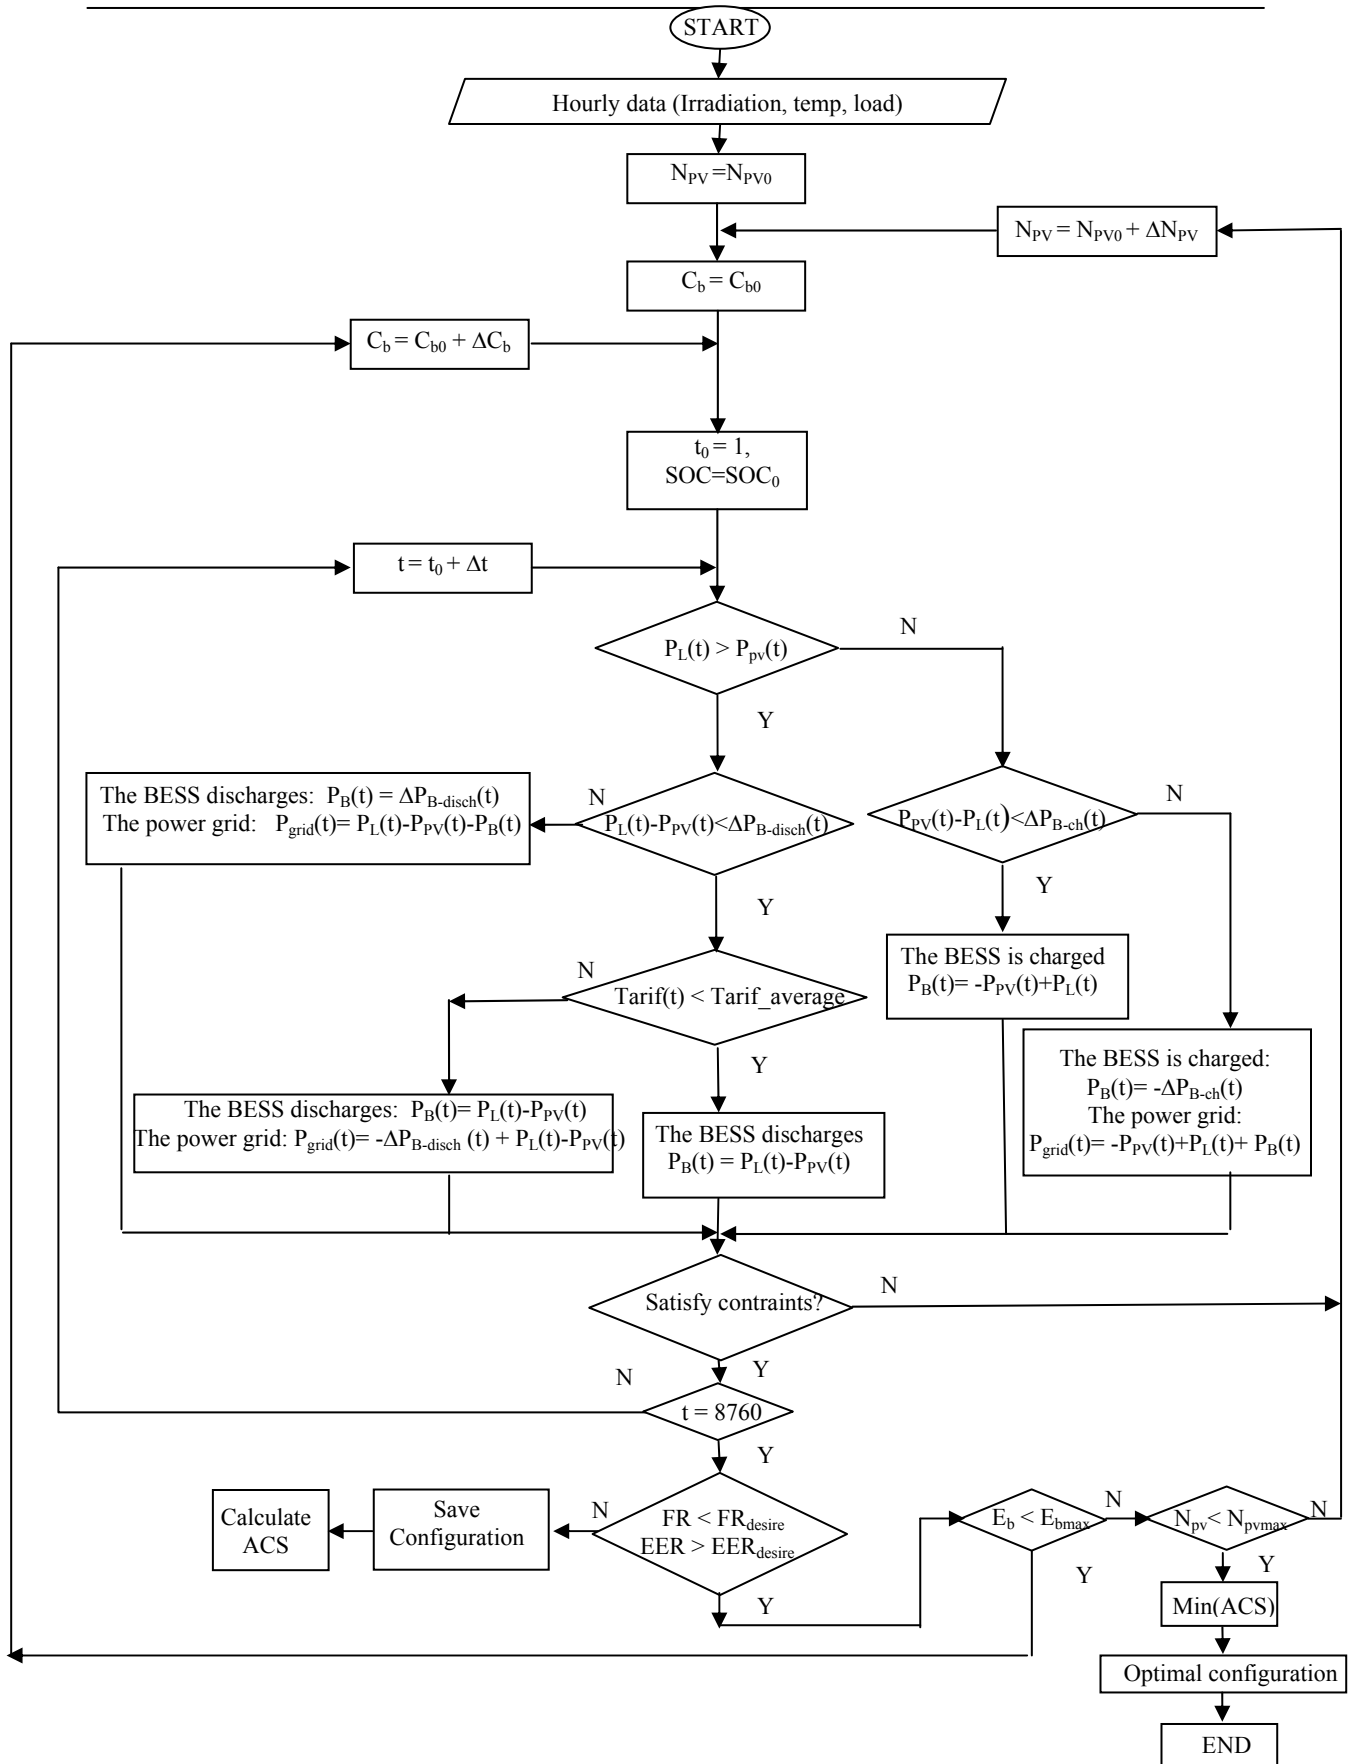 START
Hourly data (Irradiation, temp, load)
N_PV =N_PV0
N_PV = N_PV0 + ΔN_PV
C_b = C_b0
C_b = C_b0 + ΔC_b
t_0 = 1,
SOC=SOC_0
t = t_0 + Δt
P_L(t) > P_pv(t)
N
Y
The BESS discharges: P_B(t) = ΔP_B-disch(t)
The power grid: P_grid(t)= P_L(t)-P_PV(t)-P_B(t)
N
P_L(t)-P_PV(t)<ΔP_B-disch(t)
Y
P_PV(t)-P_L(t)<ΔP_B-ch(t)
N
Y
The BESS is charged
P_B(t)= -P_PV(t)+P_L(t)
N
Tarif(t) < Tarif_average
Y
The BESS is charged:
P_B(t)= -ΔP_B-ch(t)
The power grid:
P_grid(t)= -P_PV(t)+P_L(t)+ P_B(t)
The BESS discharges: P_B(t)= P_L(t)-P_PV(t)
The power grid: P_grid(t)= -ΔP_B-disch (t) + P_L(t)-P_PV(t)
The BESS discharges
P_B(t) = P_L(t)-P_PV(t)
Satisfy contraints?
N
Y
N
t = 8760
Y
Calculate
ACS
Save
Configuration
N
FR < FR_desire
EER > EER_desire
Y
E_b < E_bmax
N
Y
N_pv< N_pvmax
N
Y
Min(ACS)
Optimal configuration
END